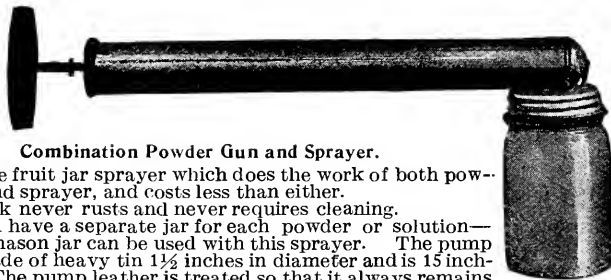 Combination Powder Gun and Sprayer.
e fruit jar sprayer which does the work of both pow-
nd sprayer, and costs less than either.
k never rusts and never requires cleaning.
have a separate jar for each powder or solution—
mason jar can be used with this sprayer. The pump
de of heavy tin 1½ inches in diameter and is 15 inch-
The pump leather is treated so that it always remains